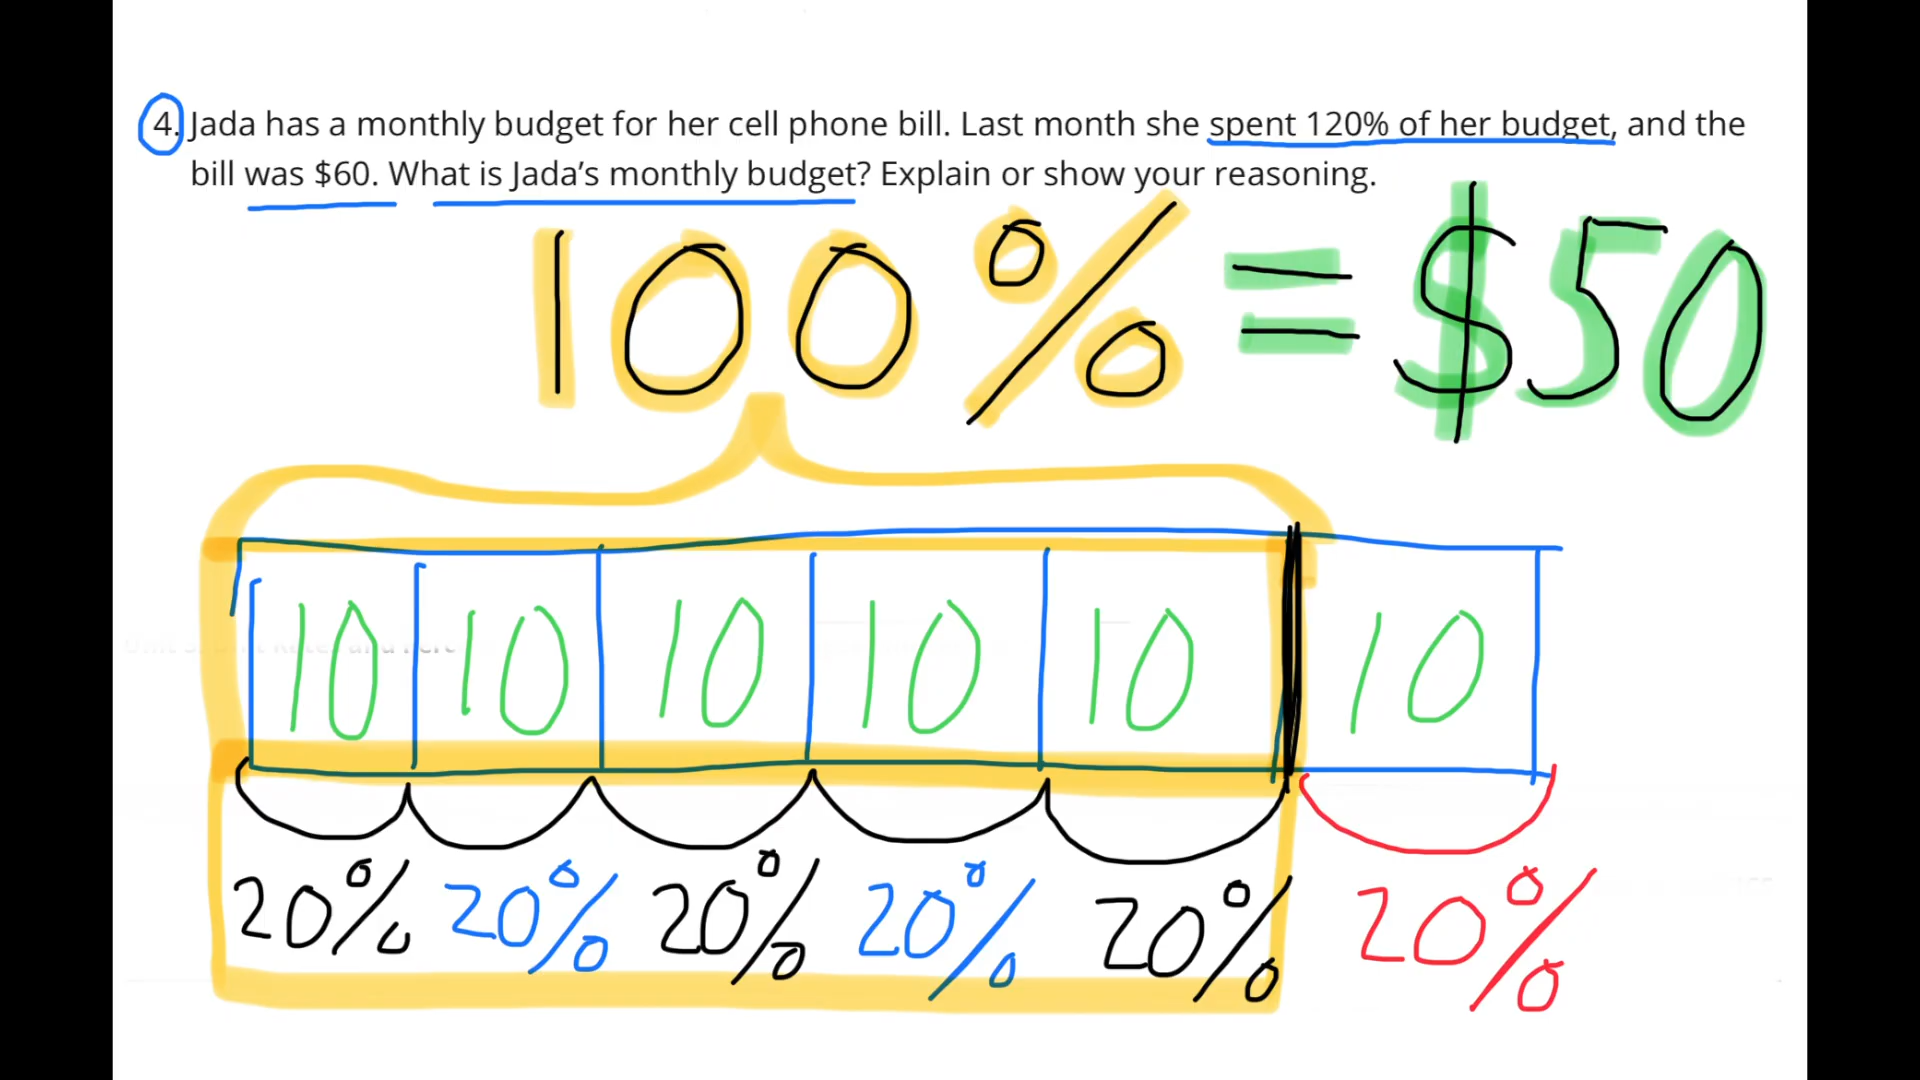 4. Jada has a monthly budget for her cell phone bill. Last month she spent 120% of her budget, and the
bill was $60. What is Jada's monthly budget? Explain or show your reasoning.
100% = $50
10 10 10 10 10 10
20% 20% 20% 20% 20% 20%